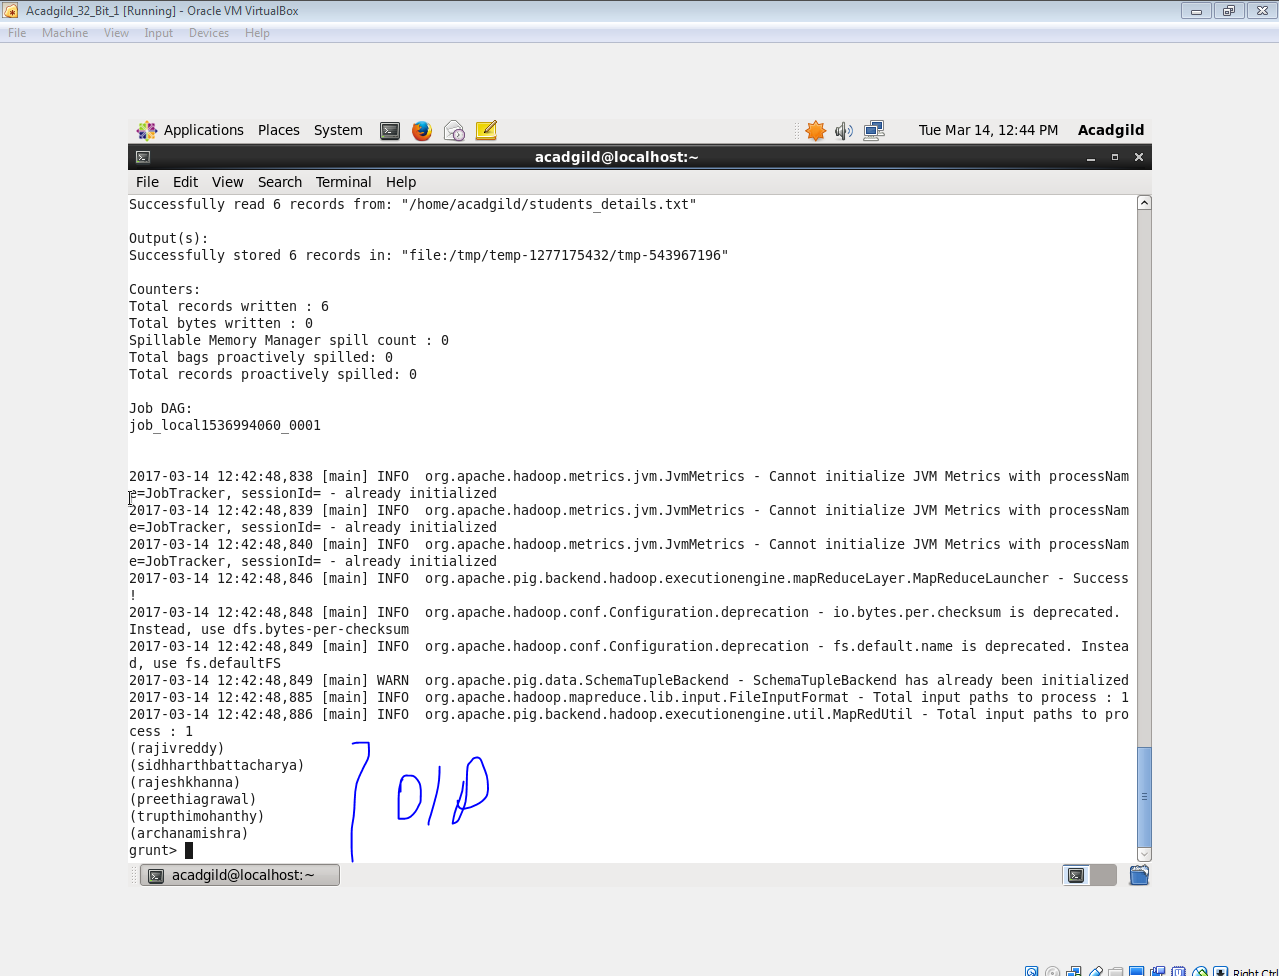 Acadgild_32_Bit_1 [Running] - Oracle VM VirtualBox
File Machine View Input Devices Help
Applications Places System Tue Mar 14, 12:44 PM Acadgild
acadgild@localhost:~
File Edit View Search Terminal Help
Successfully read 6 records from: "/home/acadgild/students_details.txt"
Output(s):
Successfully stored 6 records in: "file:/tmp/temp-1277175432/tmp-543967196"
Counters:
Total records written : 6
Total bytes written : 0
Spillable Memory Manager spill count : 0
Total bags proactively spilled: 0
Total records proactively spilled: 0
Job DAG:
job_local1536994060_0001
2017-03-14 12:42:48,838 [main] INFO  org.apache.hadoop.metrics.jvm.JvmMetrics - Cannot initialize JVM Metrics with processNam
e=JobTracker, sessionId= - already initialized
2017-03-14 12:42:48,839 [main] INFO  org.apache.hadoop.metrics.jvm.JvmMetrics - Cannot initialize JVM Metrics with processNam
e=JobTracker, sessionId= - already initialized
2017-03-14 12:42:48,840 [main] INFO  org.apache.hadoop.metrics.jvm.JvmMetrics - Cannot initialize JVM Metrics with processNam
e=JobTracker, sessionId= - already initialized
2017-03-14 12:42:48,846 [main] INFO  org.apache.pig.backend.hadoop.executionengine.mapReduceLayer.MapReduceLauncher - Success
!
2017-03-14 12:42:48,848 [main] INFO  org.apache.hadoop.conf.Configuration.deprecation - io.bytes.per.checksum is deprecated.
Instead, use dfs.bytes-per-checksum
2017-03-14 12:42:48,849 [main] INFO  org.apache.hadoop.conf.Configuration.deprecation - fs.default.name is deprecated. Instea
d, use fs.defaultFS
2017-03-14 12:42:48,849 [main] WARN  org.apache.pig.data.SchemaTupleBackend - SchemaTupleBackend has already been initialized
2017-03-14 12:42:48,885 [main] INFO  org.apache.hadoop.mapreduce.lib.input.FileInputFormat - Total input paths to process : 1
2017-03-14 12:42:48,886 [main] INFO  org.apache.pig.backend.hadoop.executionengine.util.MapRedUtil - Total input paths to pro
cess : 1
(rajivreddy)
(sidhharthbattacharya)
(rajeshkhanna)
(preethiagrawal)
(trupthimohanthy)
(archanamishra)
O/P
grunt>
acadgild@localhost:~
Right Ctrl